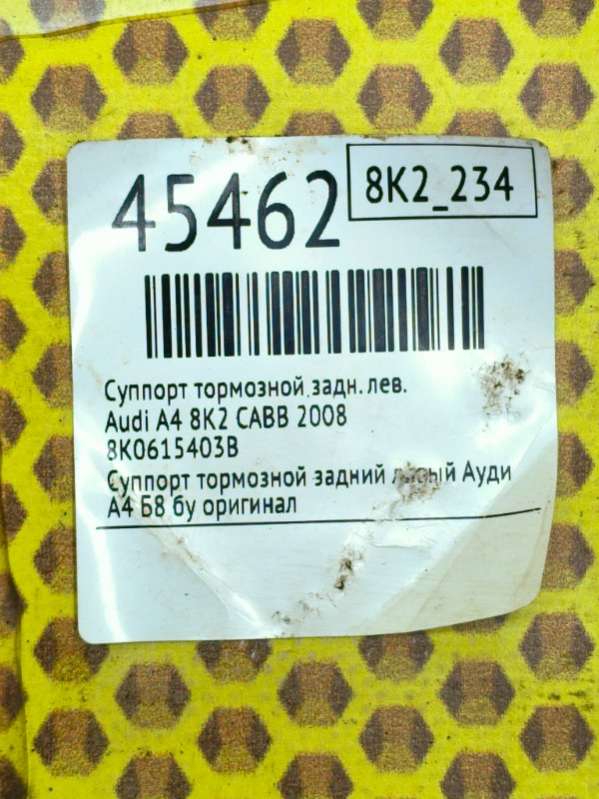 45462
8K2_234
Суппорт тормозной задн. лев.
Audi A4 8K2 CABB 2008
8K0615403B
Суппорт тормозной задний левый Ауди
А4 Б8 бу оригинал